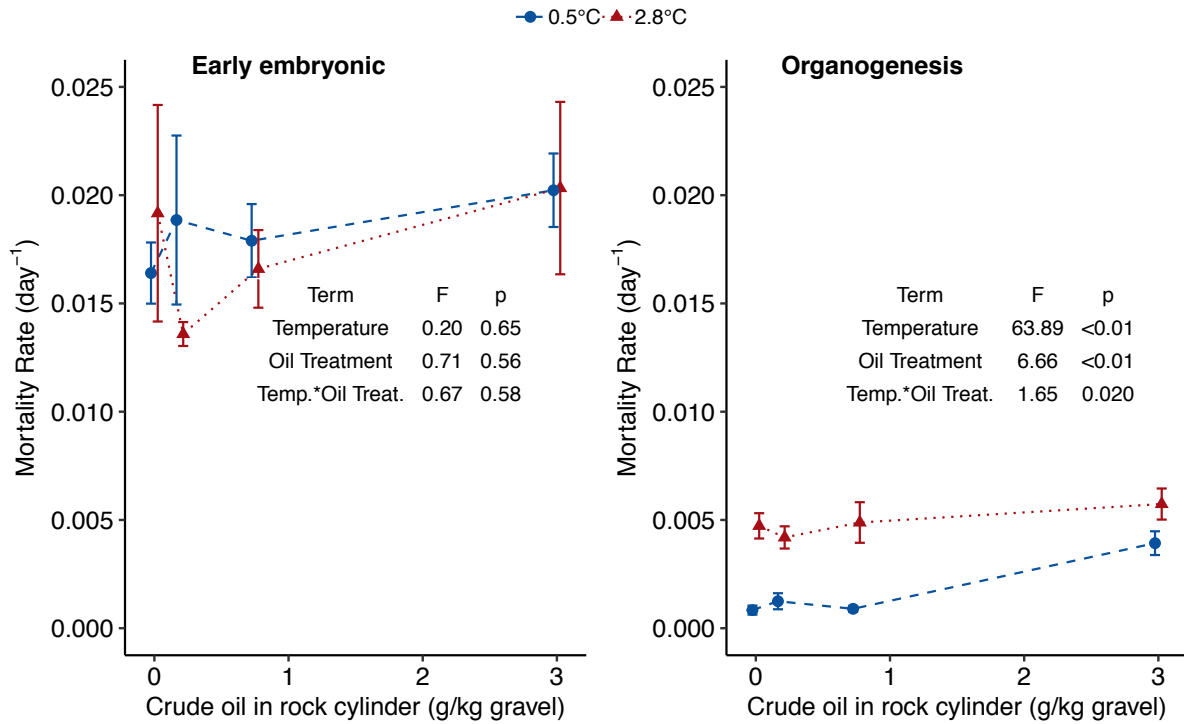 0.5°C 2.8°C
Early embryonic
Mortality Rate (day⁻¹)
0.025
0.020
0.015
0.010
0.005
0.000
Term F p
Temperature 0.20 0.65
Oil Treatment 0.71 0.56
Temp.*Oil Treat. 0.67 0.58
0 1 2 3
Crude oil in rock cylinder (g/kg gravel)
Organogenesis
Mortality Rate (day⁻¹)
0.025
0.020
0.015
0.010
0.005
0.000
Term F p
Temperature 63.89 <0.01
Oil Treatment 6.66 <0.01
Temp.*Oil Treat. 1.65 0.020
0 1 2 3
Crude oil in rock cylinder (g/kg gravel)